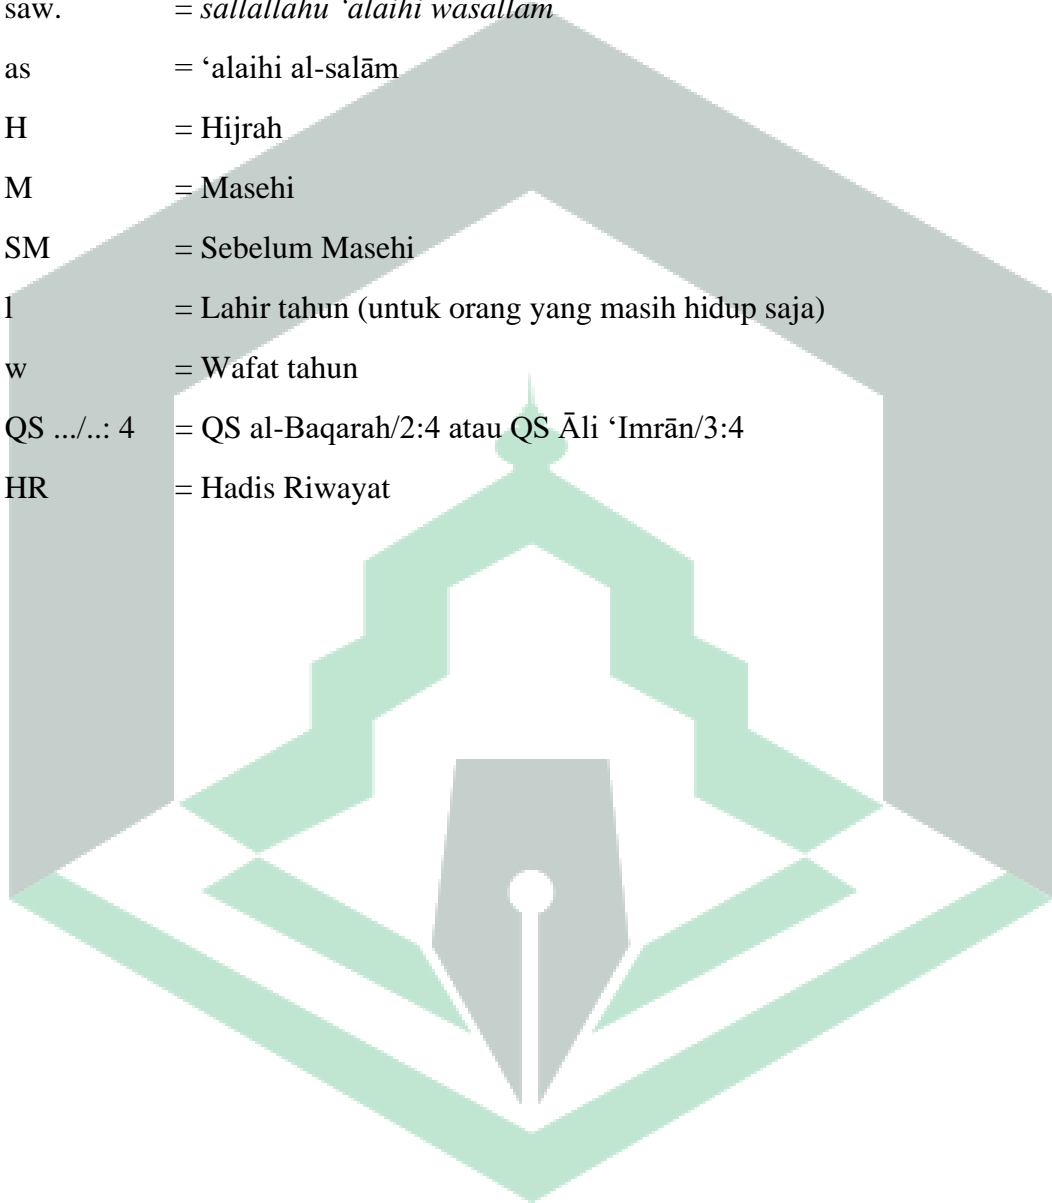 saw. = sallallahu ‘alaihi wasallam
as = ‘alaihi al-salām
H = Hijrah
M = Masehi
SM = Sebelum Masehi
l = Lahir tahun (untuk orang yang masih hidup saja)
w = Wafat tahun
QS .../..: 4 = QS al-Baqarah/2:4 atau QS Āli ‘Imrān/3:4
HR = Hadis Riwayat